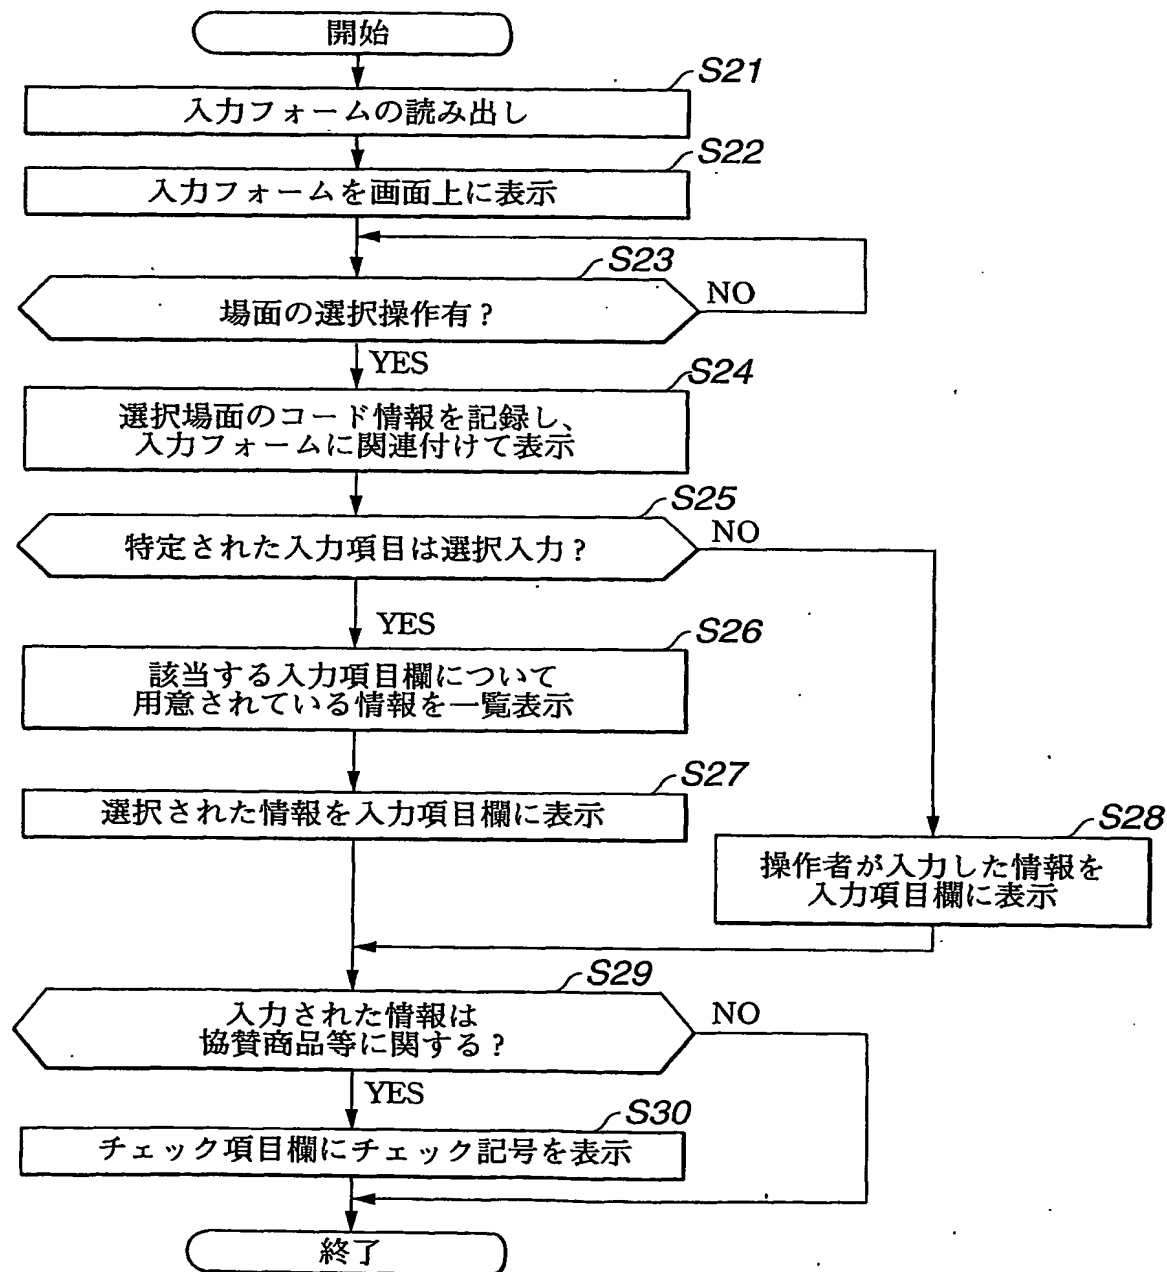 開始
S21
入力フォームの読み出し
S22
入力フォームを画面上に表示
S23
場面の選択操作有?
NO
YES
S24
選択場面のコード情報を記録し、
入力フォームに関連付けて表示
S25
特定された入力項目は選択入力?
NO
YES
S26
該当する入力項目欄について
用意されている情報を一覧表示
S27
選択された情報を入力項目欄に表示
S28
操作者が入力した情報を
入力項目欄に表示
S29
入力された情報は
協賛商品等に関する?
NO
YES
S30
チェック項目欄にチェック記号を表示
終了